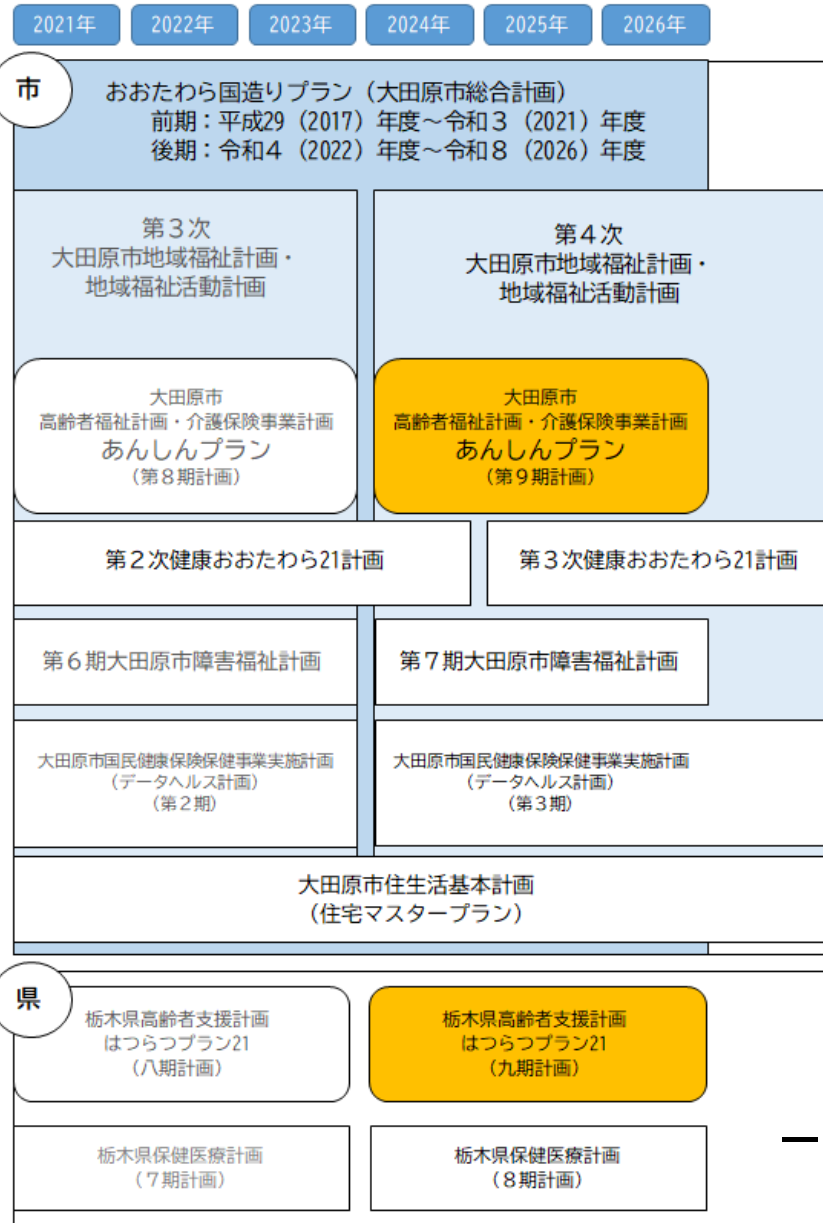 2021年 2022年 2023年 2024年 2025年 2026年
市
おおたわら国造りプラン（大田原市総合計画）
前期：平成29（2017）年度～令和３（2021）年度
後期：令和４（2022）年度～令和８（2026）年度
第３次
大田原市地域福祉計画・
地域福祉活動計画
第４次
大田原市地域福祉計画・
地域福祉活動計画
大田原市
高齢者福祉計画・介護保険事業計画
あんしんプラン
（第８期計画）
大田原市
高齢者福祉計画・介護保険事業計画
あんしんプラン
（第９期計画）
第２次健康おおたわら21計画
第３次健康おおたわら21計画
第６期大田原市障害福祉計画
第７期大田原市障害福祉計画
大田原市国民健康保険保健事業実施計画
（データヘルス計画）
（第２期）
大田原市国民健康保険保健事業実施計画
（データヘルス計画）
（第３期）
大田原市住生活基本計画
（住宅マスタープラン）
県
栃木県高齢者支援計画
はつらつプラン21
（八期計画）
栃木県高齢者支援計画
はつらつプラン21
（九期計画）
栃木県保健医療計画
（７期計画）
栃木県保健医療計画
（８期計画）